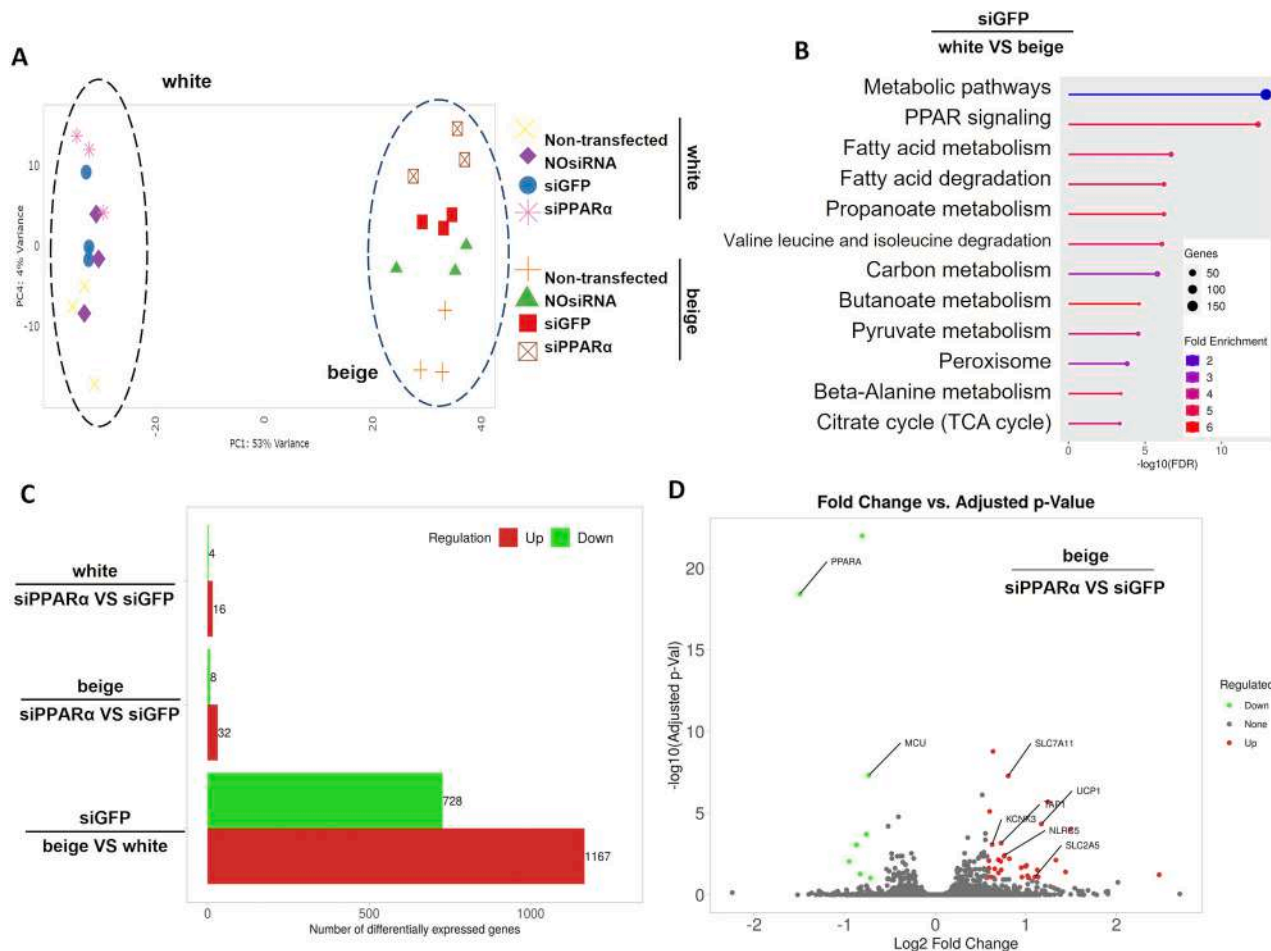 A
white
PC4: 4% Variance
10
0
-10
-20
0
20
40
PC1: 53% Variance
beige
Non-transfected
NOsiRNA
siGFP
siPPARα
white
Non-transfected
NOsiRNA
siGFP
siPPARα
beige
B
siGFP
white VS beige
Metabolic pathways
PPAR signaling
Fatty acid metabolism
Fatty acid degradation
Propanoate metabolism
Valine leucine and isoleucine degradation
Carbon metabolism
Butanoate metabolism
Pyruvate metabolism
Peroxisome
Beta-Alanine metabolism
Citrate cycle (TCA cycle)
Genes
50
100
150
Fold Enrichment
2
3
4
5
6
0
5
10
-log10(FDR)
C
Regulation Up Down
white
siPPARα VS siGFP
4
16
beige
siPPARα VS siGFP
8
32
siGFP
beige VS white
728
1167
0
500
1000
Number of differentially expressed genes
D
Fold Change vs. Adjusted p-Value
beige
siPPARα VS siGFP
-log10(Adjusted p-Val)
20
15
10
5
0
PPARA
MCU
SLC7A11
UCP1
TAP1
KCNK3
NLRC5
SLC2A5
Regulated
Down
None
Up
-2
-1
0
1
2
Log2 Fold Change